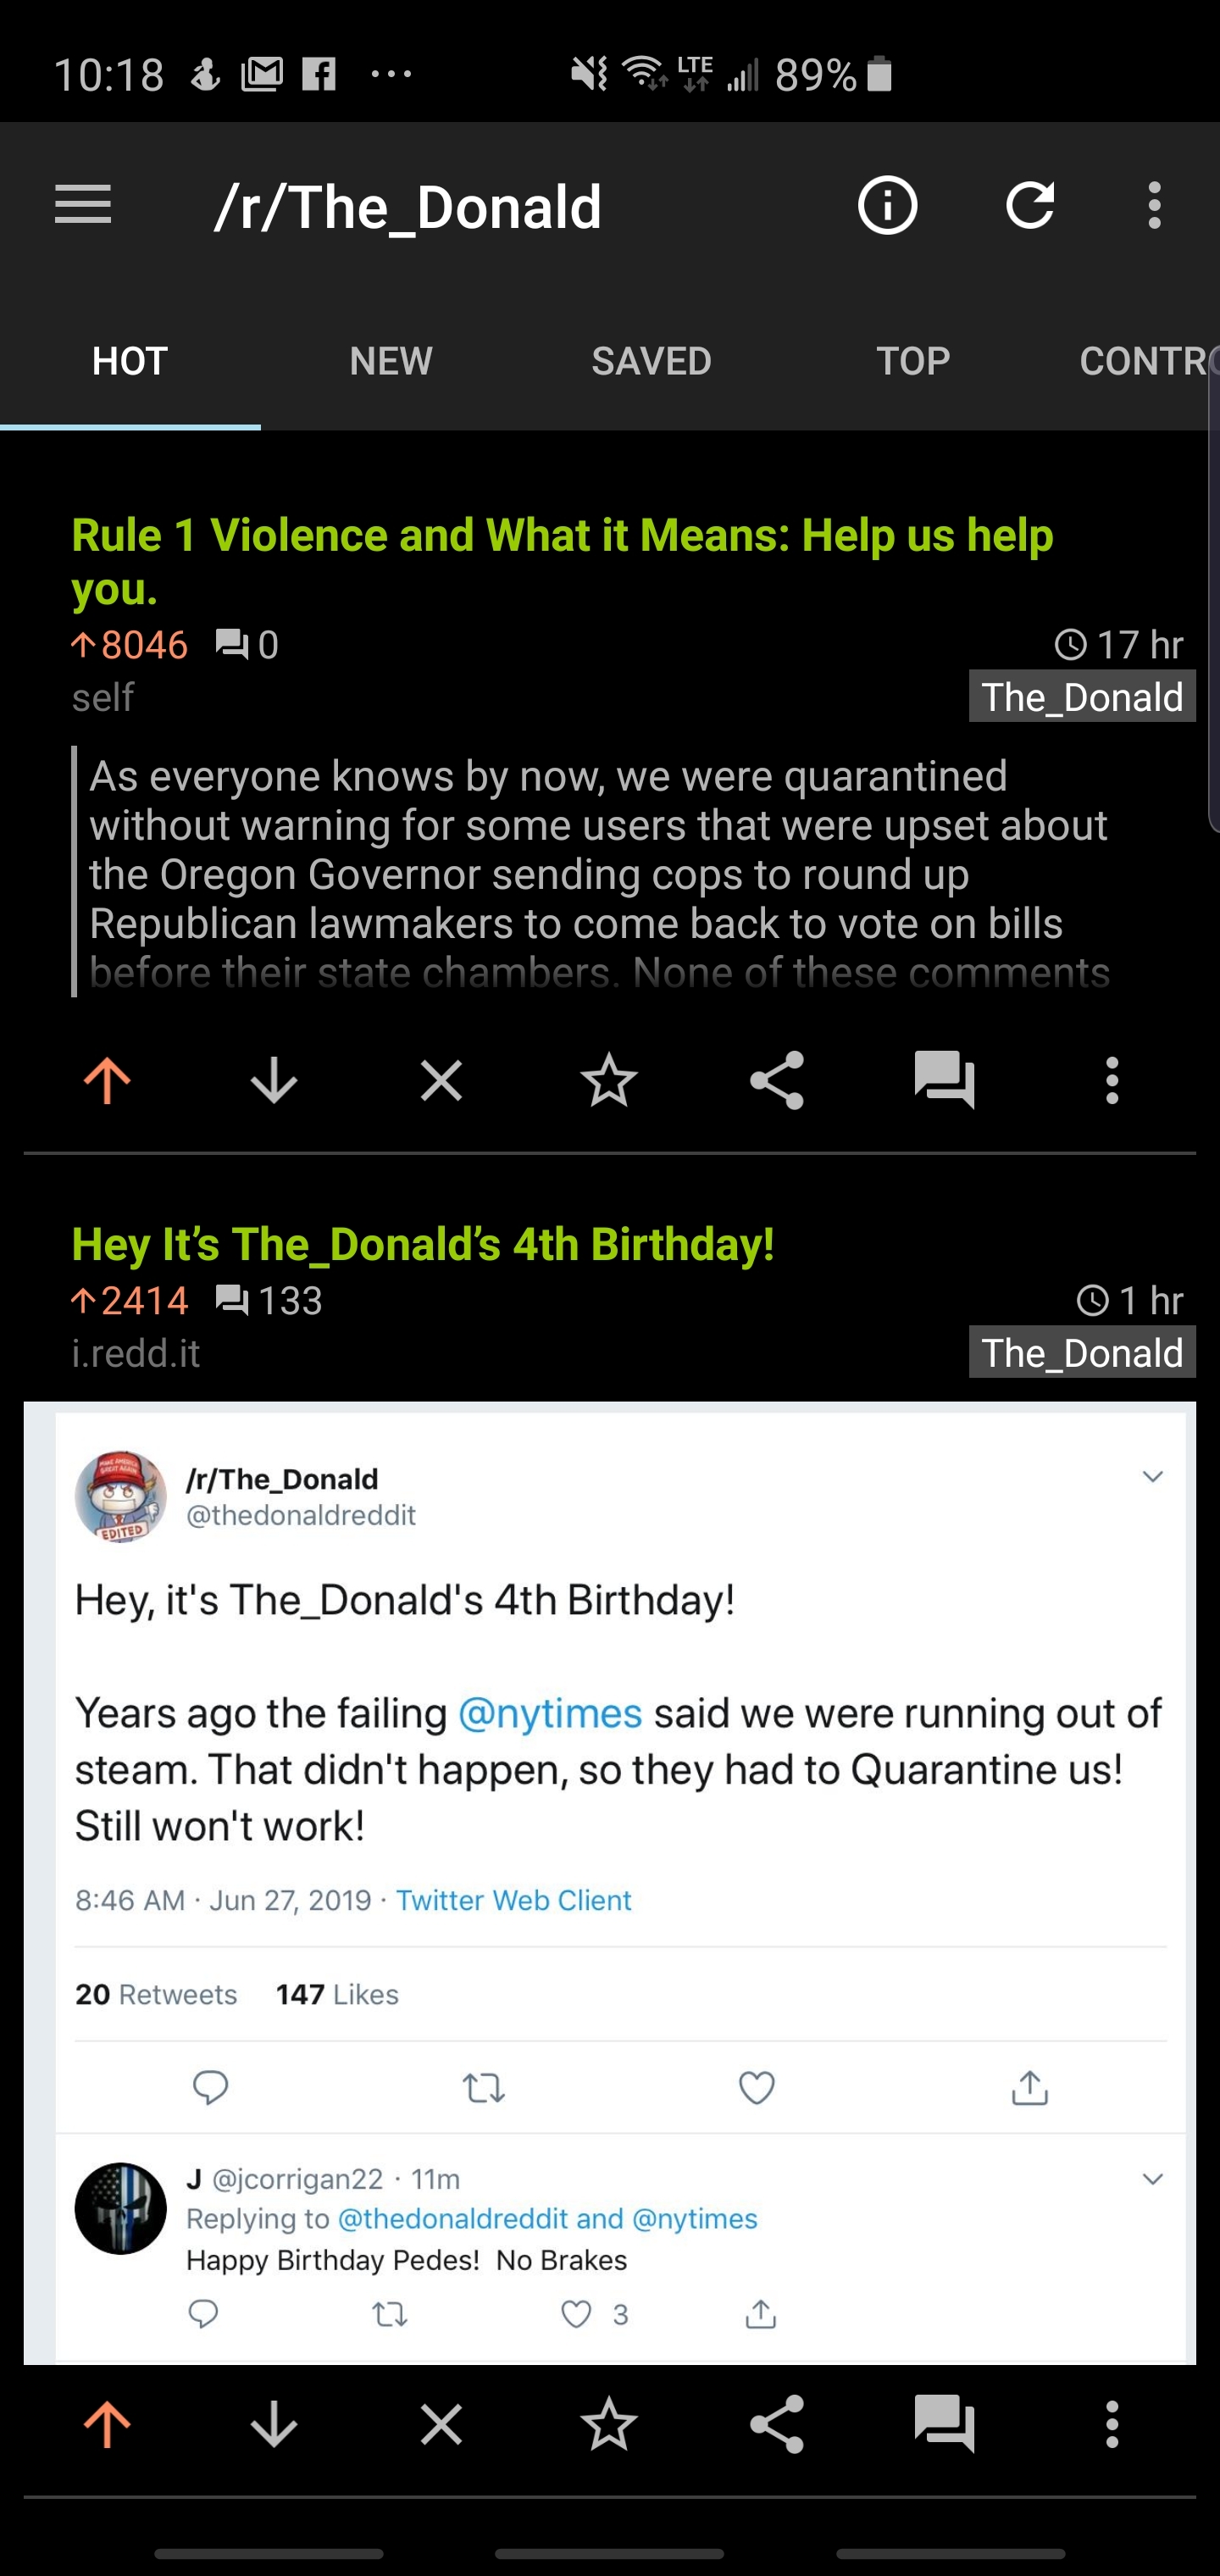 10:18 LTE 89%
/r/The_Donald
HOT NEW SAVED TOP CONTRO
Rule 1 Violence and What it Means: Help us help
you.
8046 0 17 hr
self The_Donald
As everyone knows by now, we were quarantined
without warning for some users that were upset about
the Oregon Governor sending cops to round up
Republican lawmakers to come back to vote on bills
before their state chambers. None of these comments
Hey It’s The_Donald’s 4th Birthday!
2414 133 1 hr
i.redd.it The_Donald
MAKE AMERICA
GREAT AGAIN
EDITED
/r/The_Donald
@thedonaldreddit
Hey, it's The_Donald's 4th Birthday!
Years ago the failing @nytimes said we were running out of
steam. That didn't happen, so they had to Quarantine us!
Still won't work!
8:46 AM · Jun 27, 2019 · Twitter Web Client
20 Retweets 147 Likes
J @jcorrigan22 · 11m
Replying to @thedonaldreddit and @nytimes
Happy Birthday Pedes! No Brakes
3